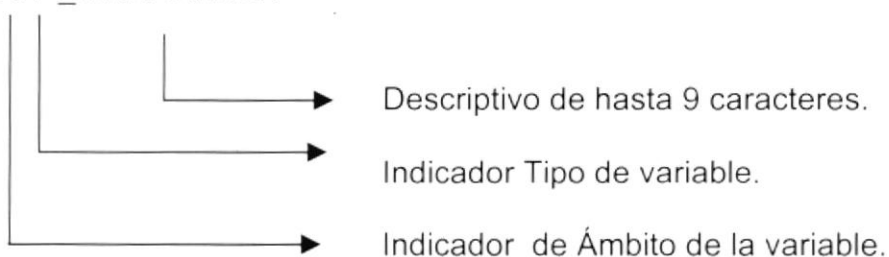 Descriptivo de hasta 9 caracteres.
Indicador Tipo de variable.
Indicador de Ámbito de la variable.